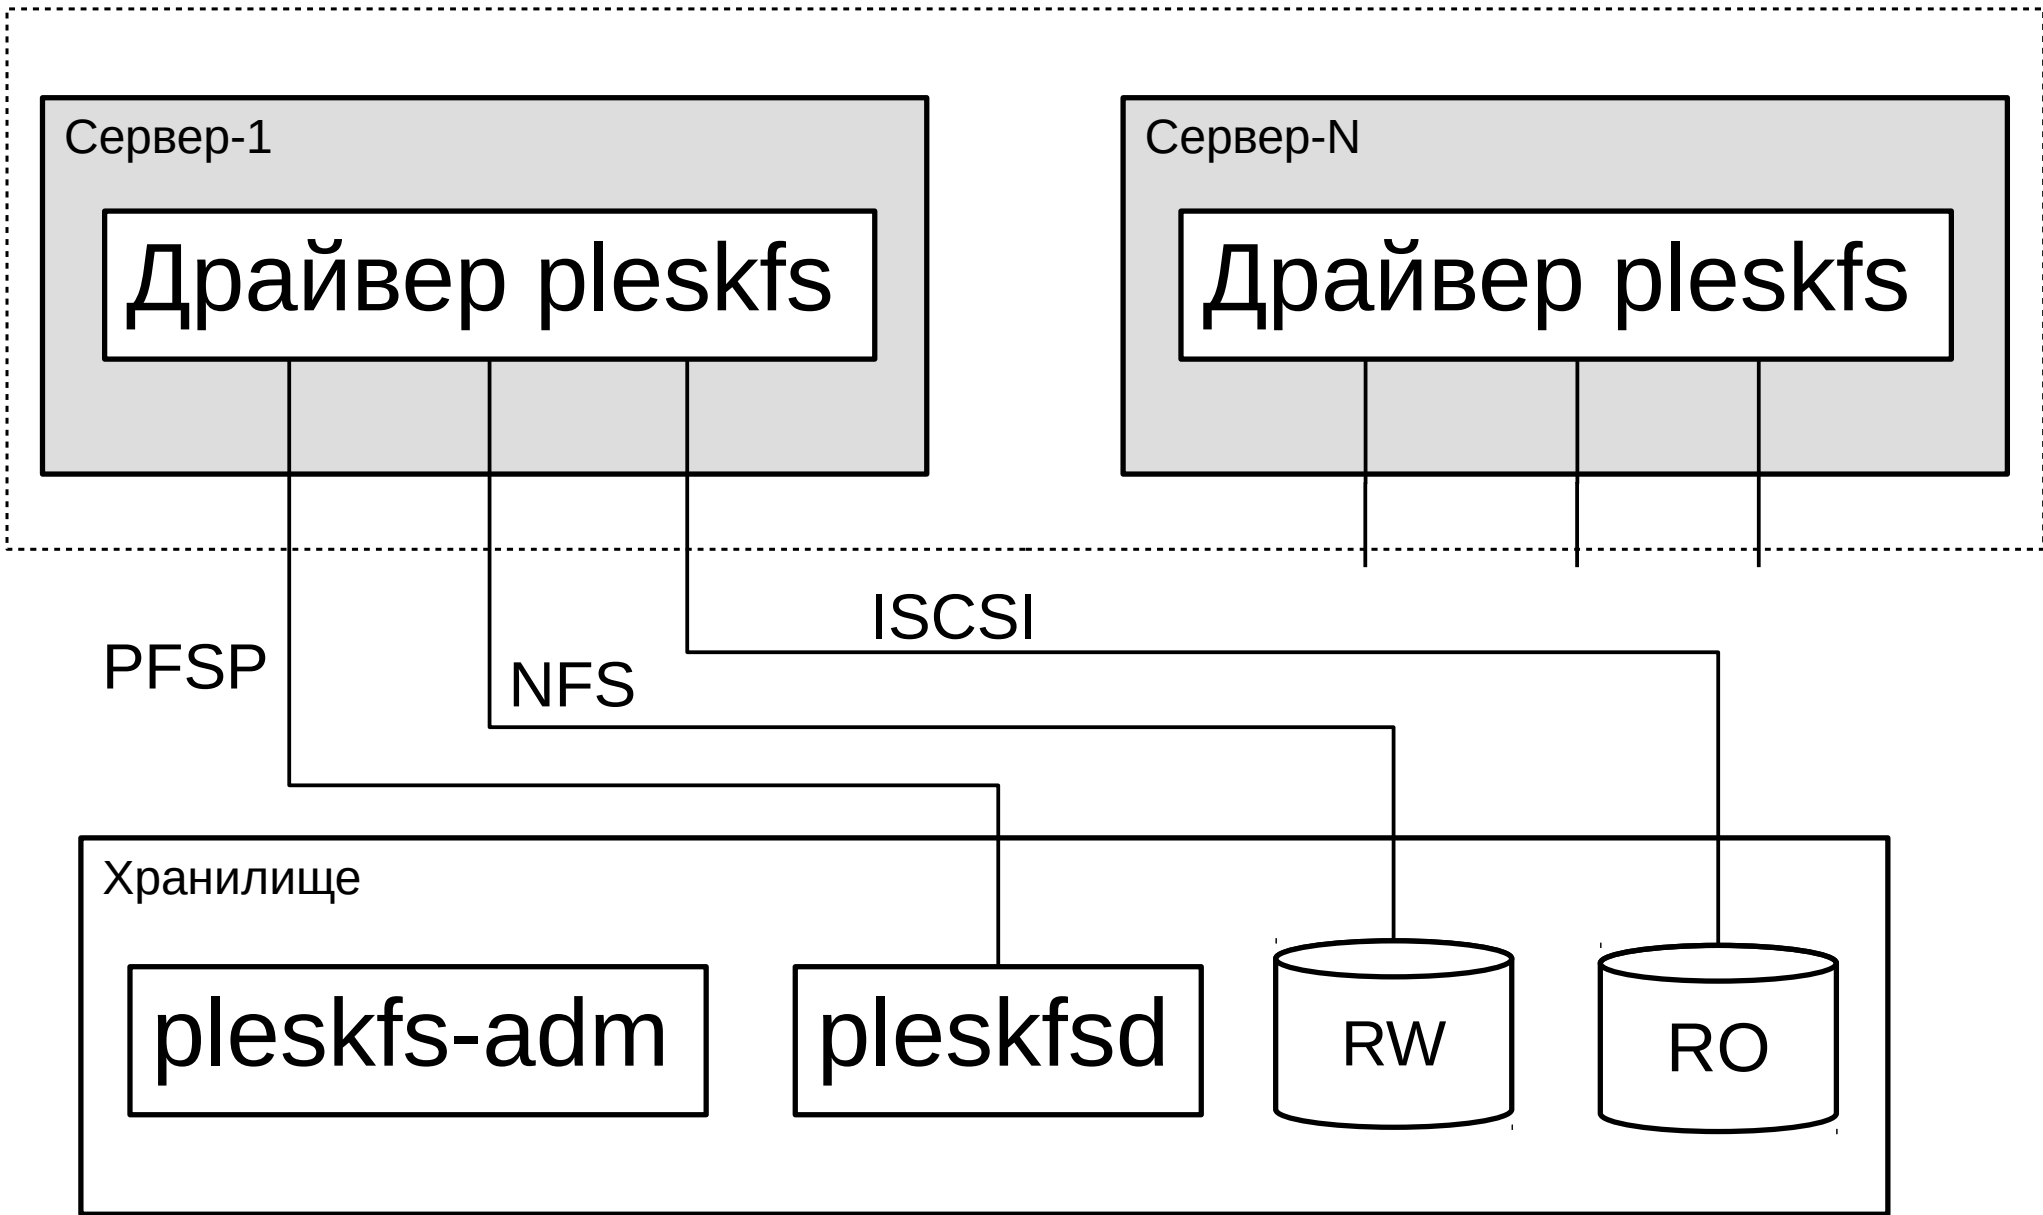 Сервер-1
Сервер-N
Драйвер pleskfs
Драйвер pleskfs
ISCSI
PFSP
NFS
Хранилище
pleskfs-adm
pleskfsd
RW
RO